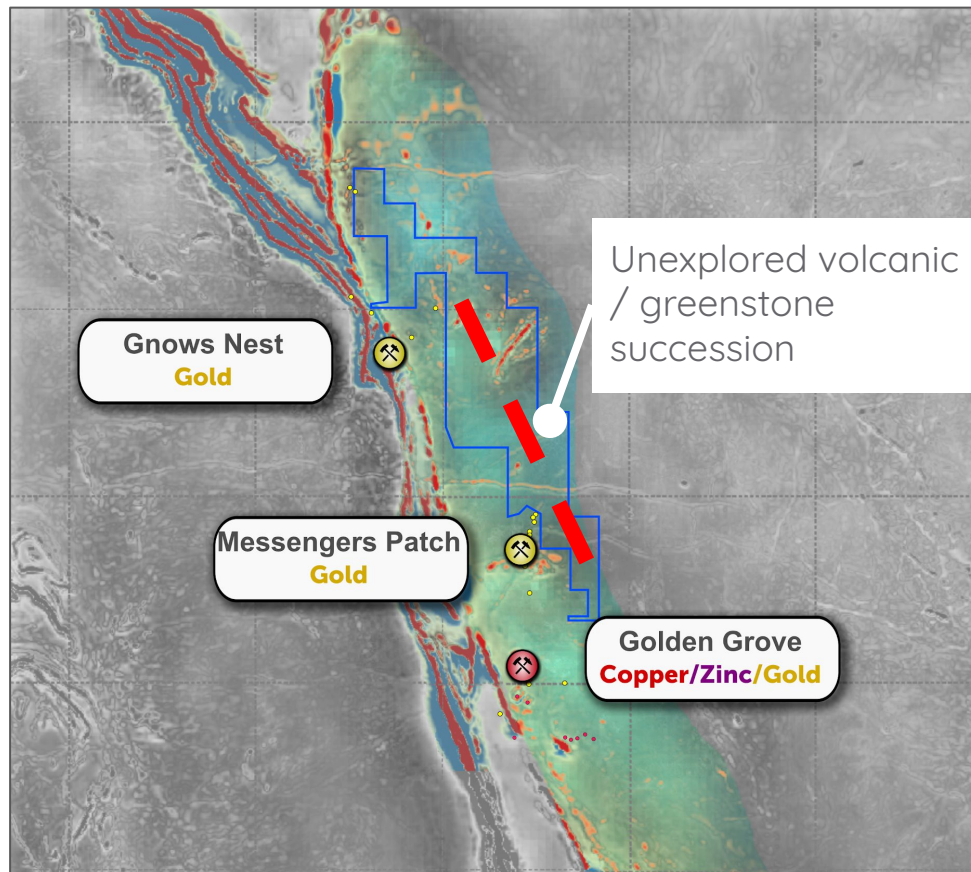 Unexplored volcanic
/ greenstone
succession
Gnows Nest
Gold
Messengers Patch
Gold
Golden Grove
Copper/Zinc/Gold